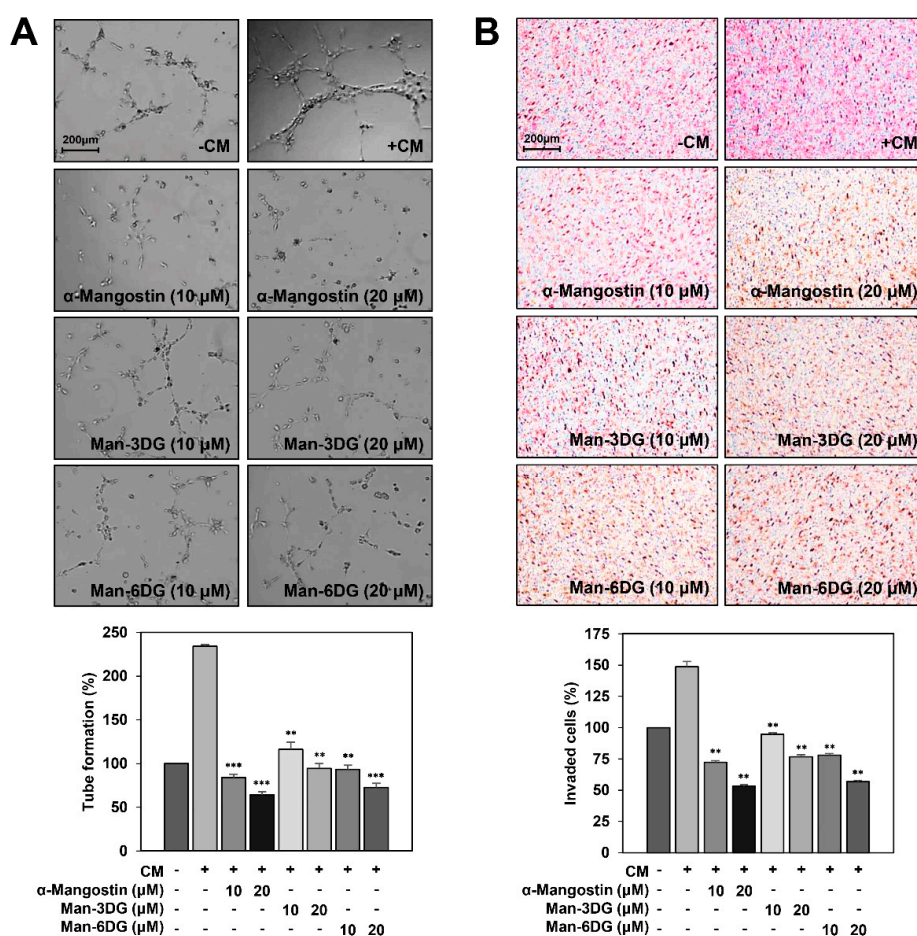 A
B
200µm
-CM
+CM
200µm
-CM
+CM
α-Mangostin (10 µM)
α-Mangostin (20 µM)
α-Mangostin (10 µM)
α-Mangostin (20 µM)
Man-3DG (10 µM)
Man-3DG (20 µM)
Man-3DG (10 µM)
Man-3DG (20 µM)
Man-6DG (10 µM)
Man-6DG (20 µM)
Man-6DG (10 µM)
Man-6DG (20 µM)
Tube formation (%)
250
200
150
100
50
0
*** *** ** ** ** ***
CM - + + + + + + +
α-Mangostin (µM) - - 10 20 - - - -
Man-3DG (µM) - - - - 10 20 - -
Man-6DG (µM) - - - - - - 10 20
Invaded cells (%)
175
150
125
100
75
50
25
0
** ** ** ** ** **
CM - + + + + + + +
α-Mangostin (µM) - - 10 20 - - - -
Man-3DG (µM) - - - - 10 20 - -
Man-6DG (µM) - - - - - - 10 20